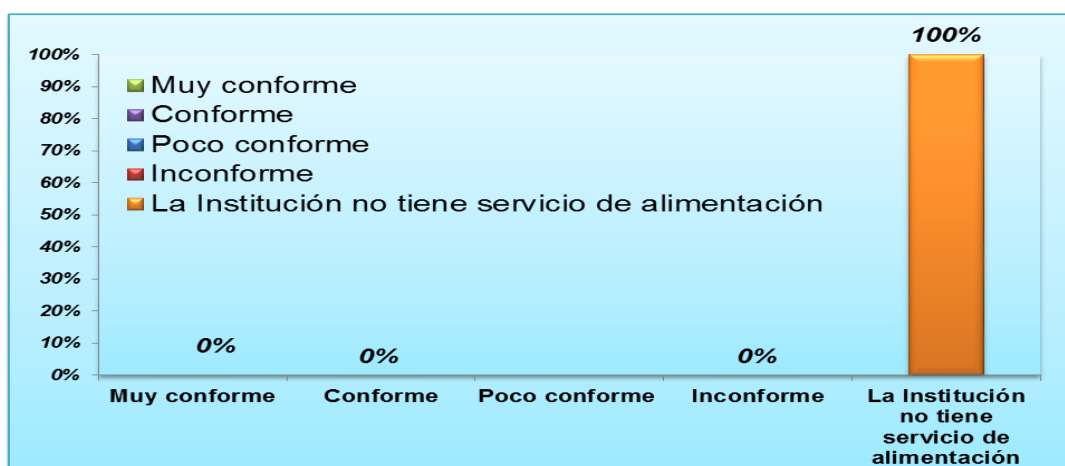 100%
100%
90%
80%
70%
60%
50%
40%
30%
20%
10%
0%
Muy conforme
Conforme
Poco conforme
Inconforme
La Institución no tiene servicio de alimentación
0%
0%
0%
Muy conforme
Conforme
Poco conforme
Inconforme
La Institución
no tiene
servicio de
alimentación